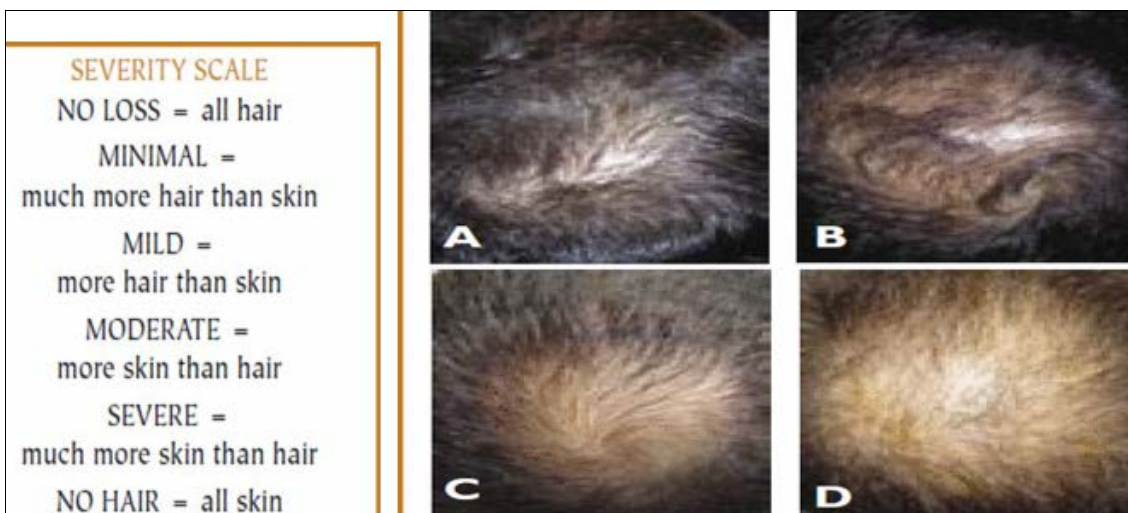 SEVERITY SCALE
NO LOSS = all hair
MINIMAL =
much more hair than skin
MILD =
more hair than skin
MODERATE =
more skin than hair
SEVERE =
much more skin than hair
NO HAIR = all skin
A
B
C
D